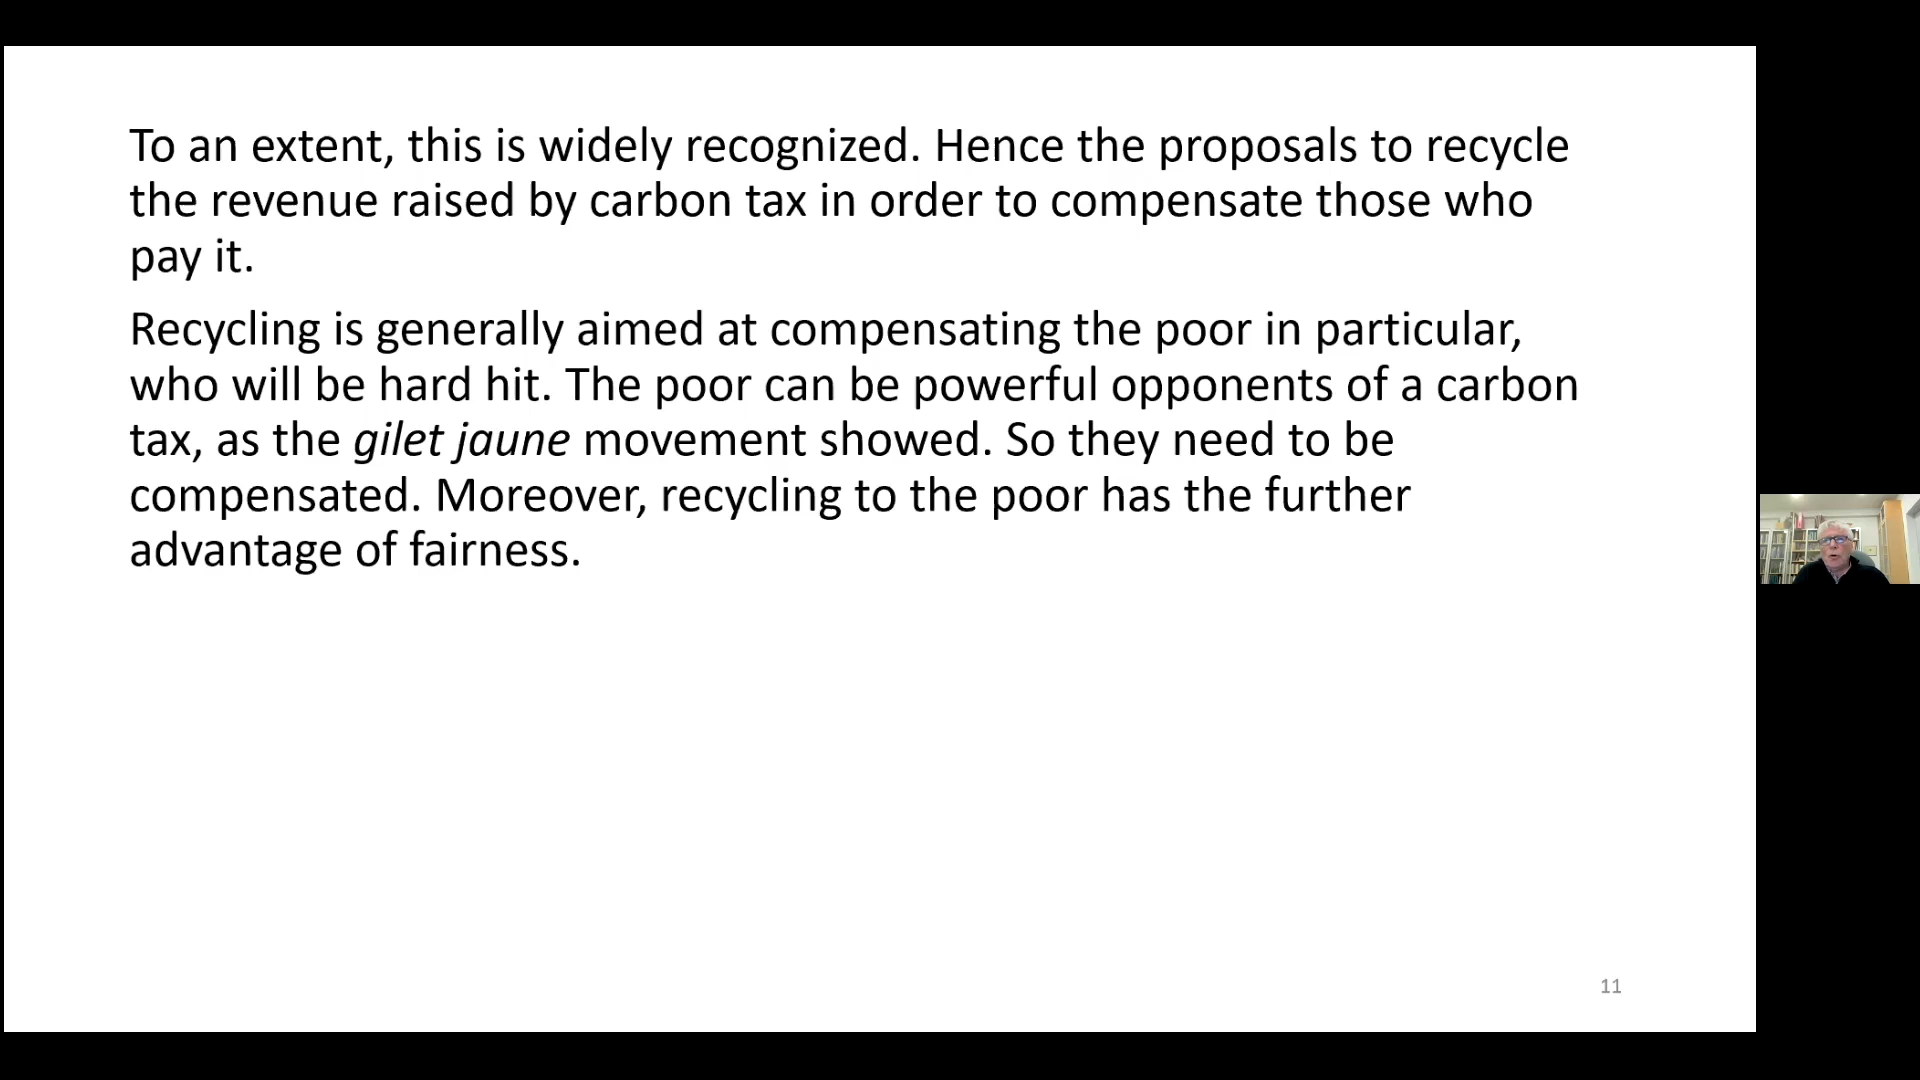 To an extent, this is widely recognized. Hence the proposals to recycle
the revenue raised by carbon tax in order to compensate those who
pay it.
Recycling is generally aimed at compensating the poor in particular,
who will be hard hit. The poor can be powerful opponents of a carbon
tax, as the gilet jaune movement showed. So they need to be
compensated. Moreover, recycling to the poor has the further
advantage of fairness.
11